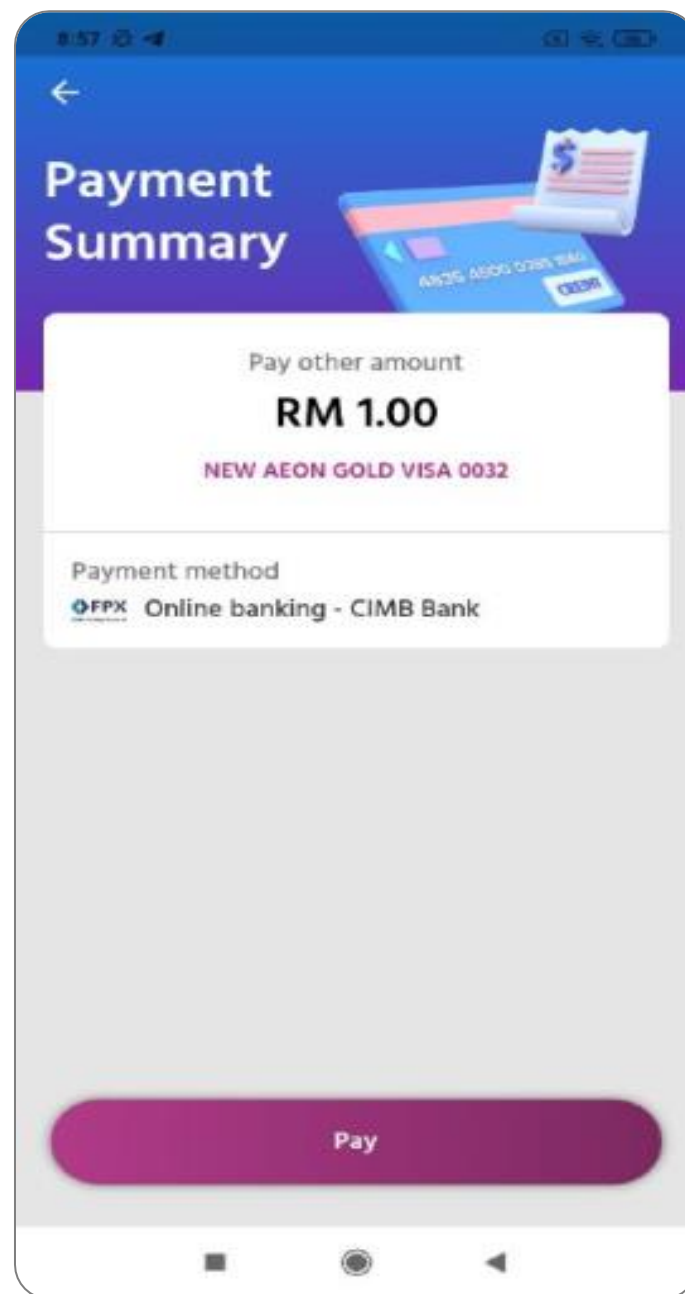 8:57
Payment
Summary
CREDIT
Pay other amount
RM 1.00
NEW AEON GOLD VISA 0032
Payment method
FPX Online banking - CIMB Bank
Pay